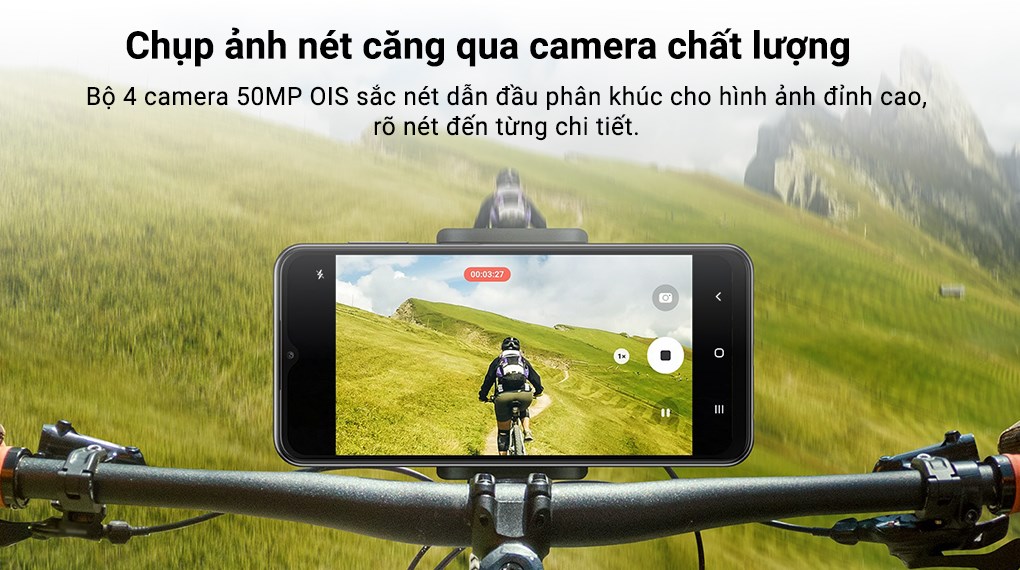 Chụp ảnh nét căng qua camera chất lượng
Bộ 4 camera 50MP OIS sắc nét dẫn đầu phân khúc cho hình ảnh đỉnh cao,
rõ nét đến từng chi tiết.
00:03:27
1×